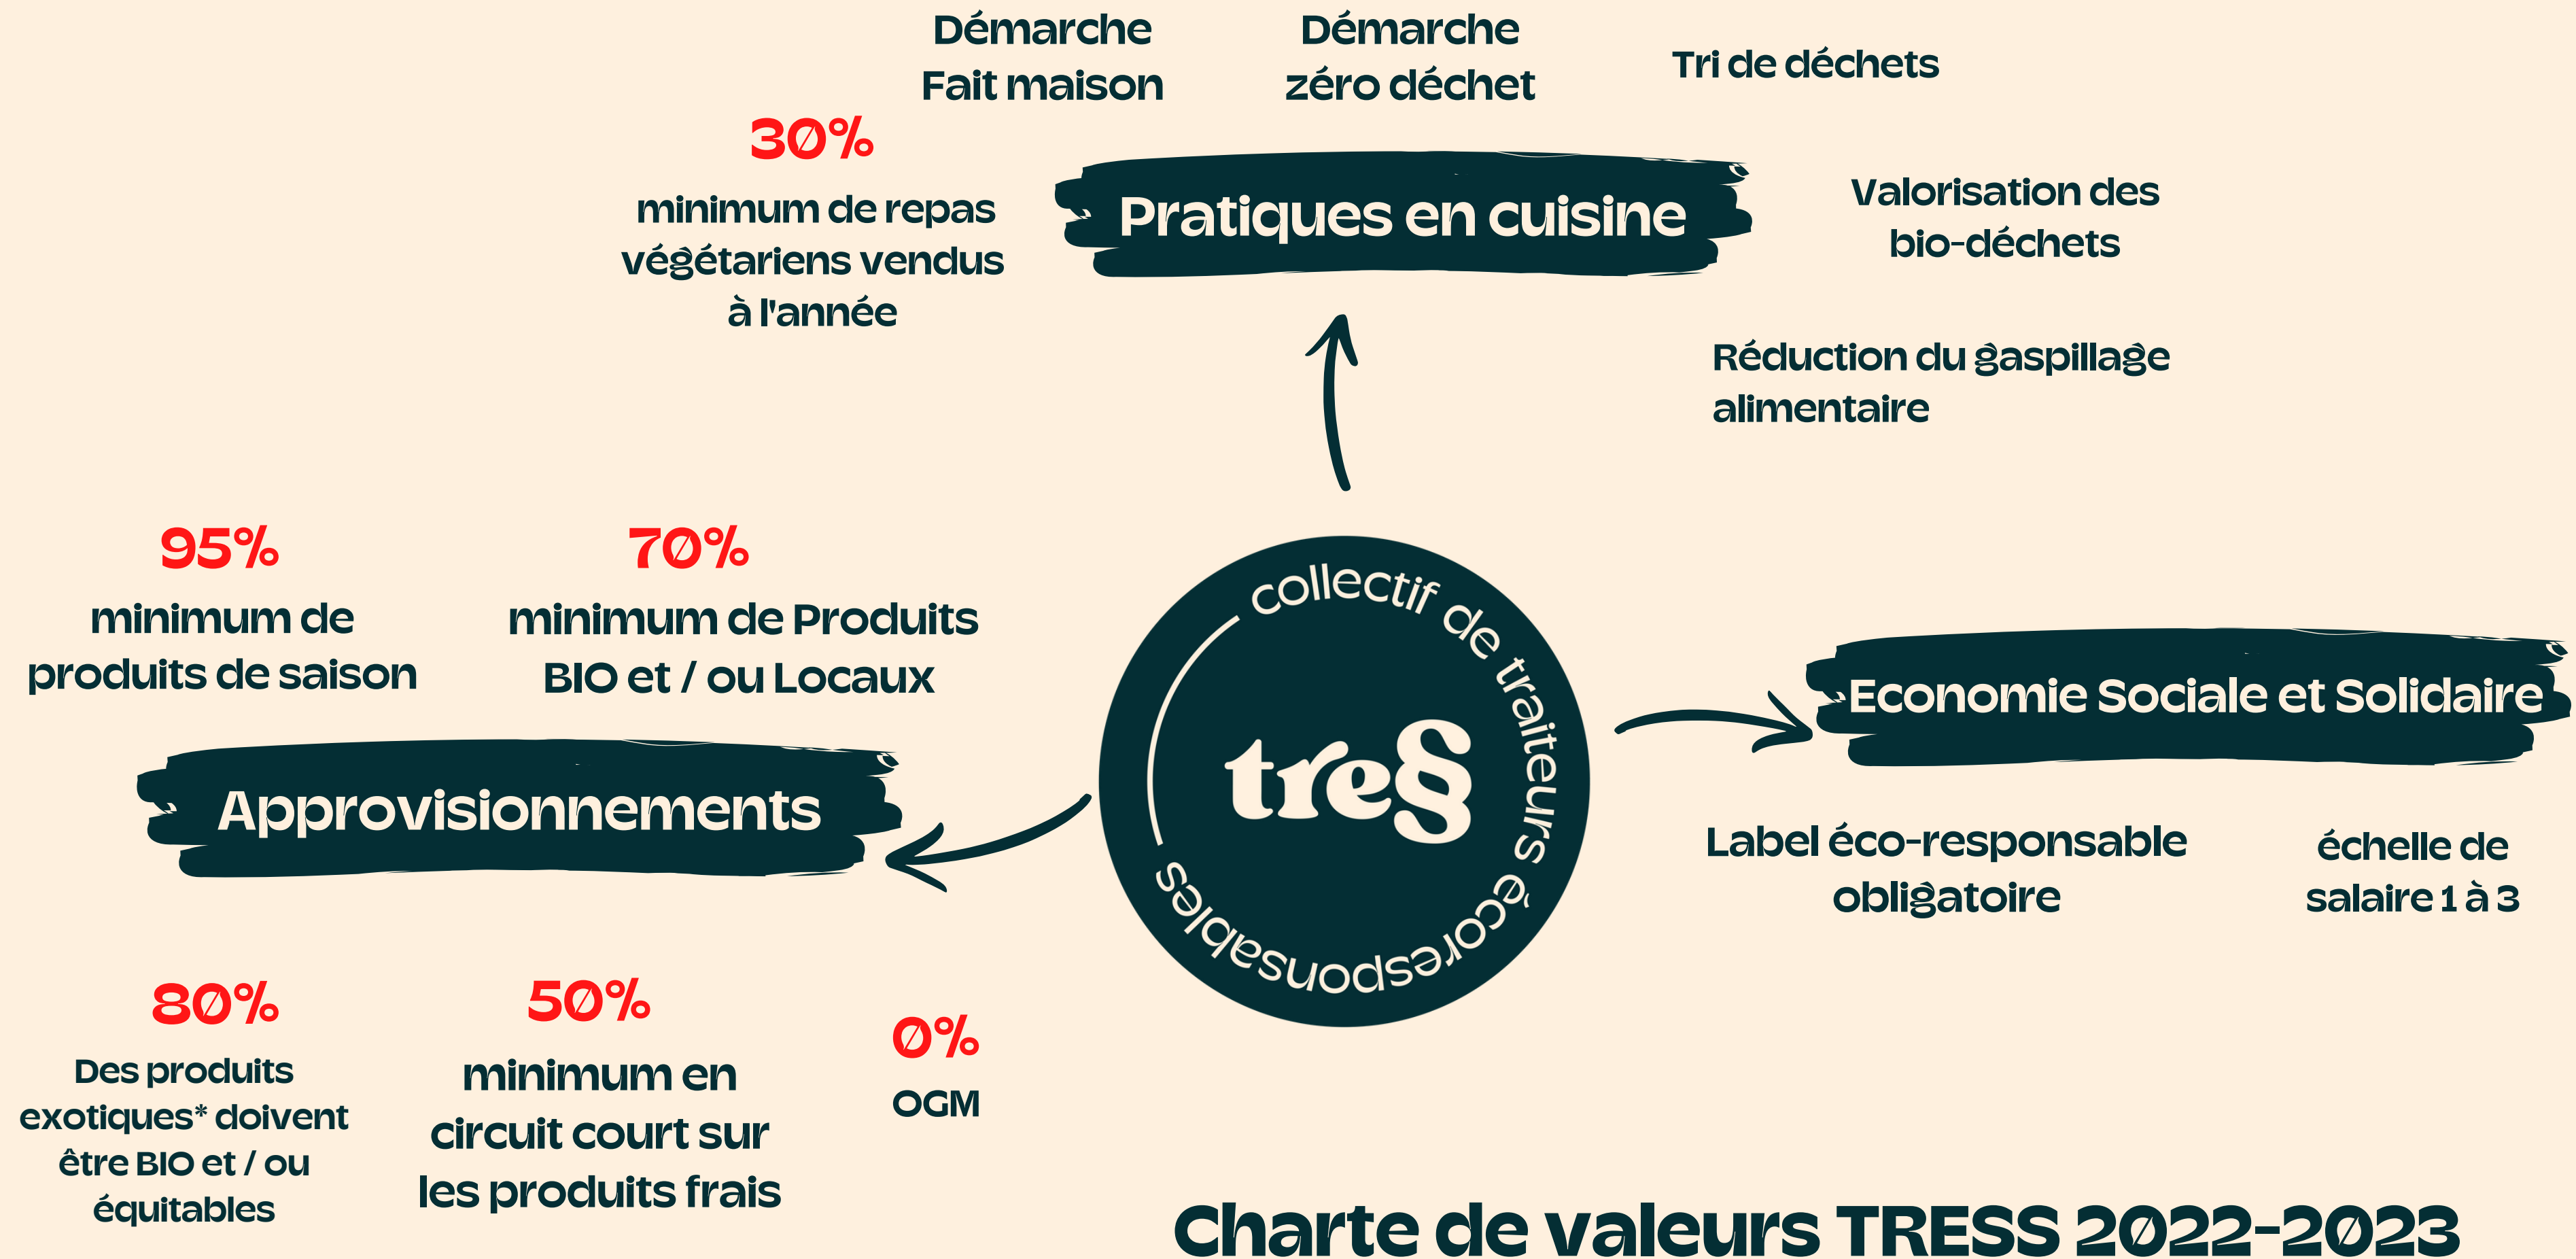 Démarche
Fait maison
Démarche
zéro déchet
Tri de déchets
30%
minimum de repas
végétariens vendus
à l'année
Pratiques en cuisine
Valorisation des
bio-déchets
Réduction du gaspillage
alimentaire
95%
minimum de
produits de saison
70%
minimum de Produits
BIO et / ou Locaux
Approvisionnements
80%
Des produits
exotiques* doivent
être BIO et / ou
équitables
50%
minimum en
circuit court sur
les produits frais
0%
OGM
collectif de traiteurs écoresponsables
tre§
Economie Sociale et Solidaire
Label éco-responsable
obligatoire
échelle de
salaire 1 à 3
Charte de valeurs TRESS 2022-2023